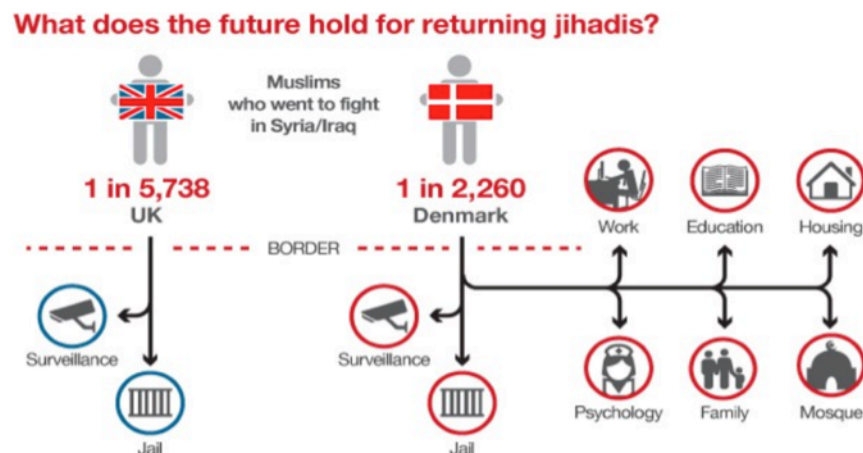 What does the future hold for returning jihadis?
Muslims
who went to fight
in Syria/Iraq
1 in 5,738
UK
1 in 2,260
Denmark
BORDER
Work
Education
Housing
Surveillance
Surveillance
Psychology
Family
Mosque
Jail
Jail